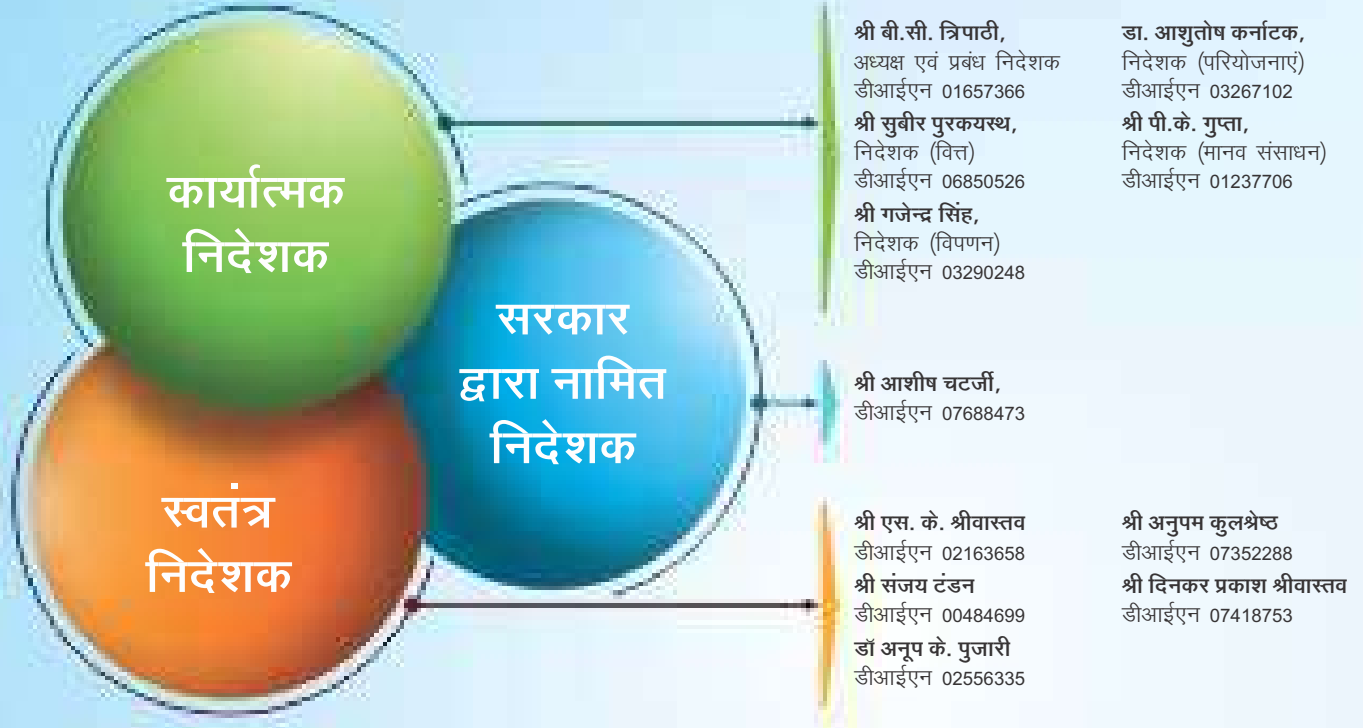 कार्यात्मक
निदेशक
श्री बी.सी. त्रिपाठी,
अध्यक्ष एवं प्रबंध निदेशक
डीआईएन 01657366
श्री सुबीर पुरकयस्थ,
निदेशक (वित्त)
डीआईएन 06850526
श्री गजेन्द्र सिंह,
निदेशक (विपणन)
डीआईएन 03290248
डा. आशुतोष कर्नाटक,
निदेशक (परियोजनाएं)
डीआईएन 03267102
श्री पी.के. गुप्ता,
निदेशक (मानव संसाधन)
डीआईएन 01237706
सरकार
द्वारा नामित
निदेशक
श्री आशीष चटर्जी,
डीआईएन 07688473
स्वतंत्र
निदेशक
श्री एस. के. श्रीवास्तव
डीआईएन 02163658
श्री संजय टंडन
डीआईएन 00484699
डॉ अनूप के. पुजारी
डीआईएन 02556335
श्री अनुपम कुलश्रेष्ठ
डीआईएन 07352288
श्री दिनकर प्रकाश श्रीवास्तव
डीआईएन 07418753